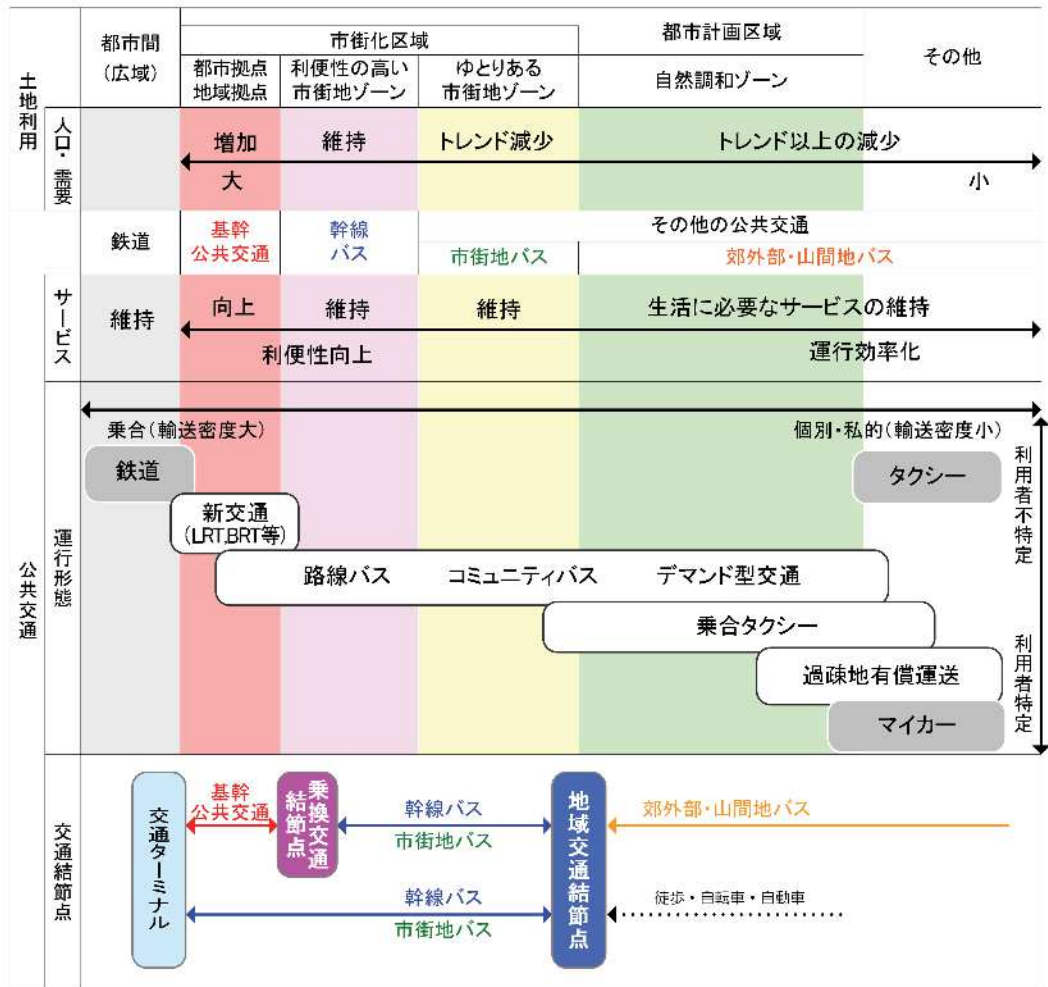 土地利用
都市間
（広域）
市街化区域
都市計画区域
その他
都市拠点
地域拠点
利便性の高い
市街地ゾーン
ゆとりある
市街地ゾーン
自然調和ゾーン
人口・需要
増加
維持
トレンド減少
トレンド以上の減少
大
小
公共交通
鉄道
基幹
公共交通
幹線
バス
その他の公共交通
市街地バス
郊外部・山間地バス
サービス
維持
向上
維持
維持
生活に必要なサービスの維持
利便性向上
運行効率化
運行形態
乗合（輸送密度大）
個別・私的（輸送密度小）
鉄道
タクシー
利用者不特定
新交通
(LRT,BRT等)
路線バス
コミュニティバス
デマンド型交通
乗合タクシー
過疎地有償運送
利用者特定
マイカー
交通結節点
交通ターミナル
基幹
公共交通
乗換交通
結節点
幹線バス
市街地バス
地域交通結節点
郊外部・山間地バス
幹線バス
市街地バス
徒歩・自転車・自動車